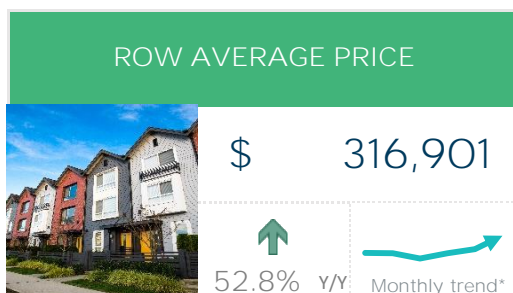 ROW AVERAGE PRICE
$ 316,901
52.8% Y/Y
Monthly trend*